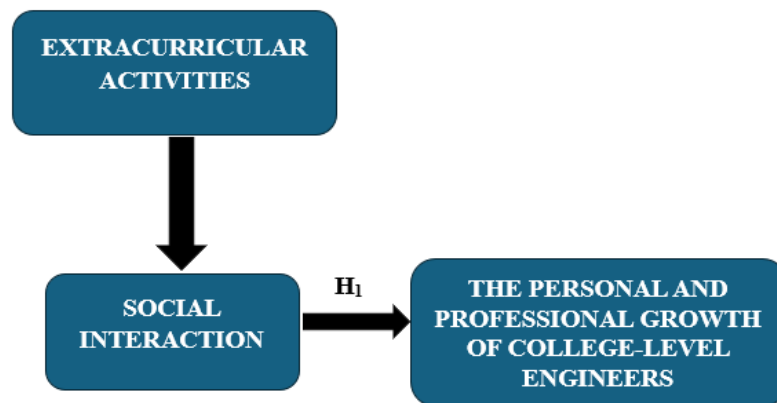 EXTRACURRICULAR
ACTIVITIES
SOCIAL
INTERACTION
H₁
THE PERSONAL AND
PROFESSIONAL GROWTH
OF COLLEGE-LEVEL
ENGINEERS